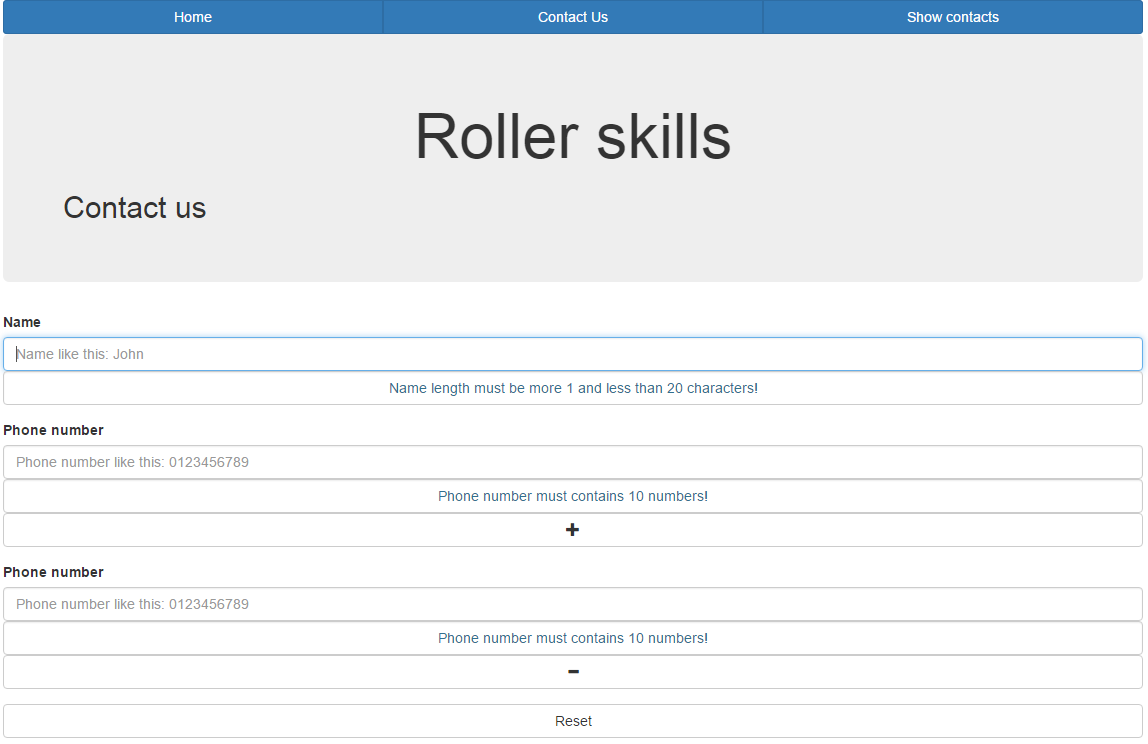 Home Contact Us Show contacts
Roller skills
Contact us
Name
Name like this: John
Name length must be more 1 and less than 20 characters!
Phone number
Phone number like this: 0123456789
Phone number must contains 10 numbers!
+
Phone number
Phone number like this: 0123456789
Phone number must contains 10 numbers!
-
Reset